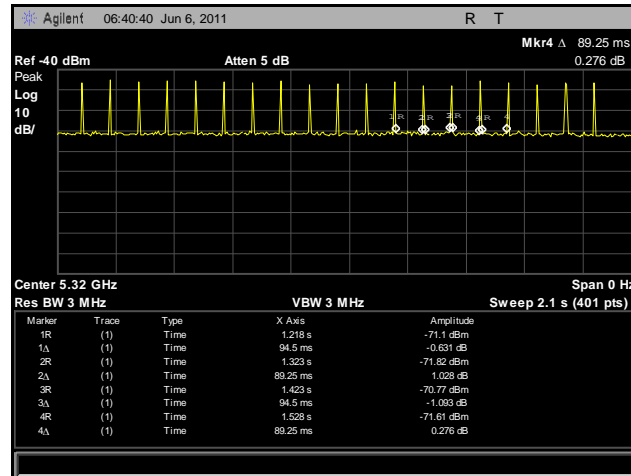 Agilent 06:40:40 Jun 6, 2011 R T
Mkr4 Δ 89.25 ms
Ref -40 dBm Atten 5 dB 0.276 dB
Peak
Log
10
dB/
1R 2R 3R 4R 4
Center 5.32 GHz Span 0 Hz
Res BW 3 MHz VBW 3 MHz Sweep 2.1 s (401 pts)
Marker Trace Type X Axis Amplitude
1R (1) Time 1.218 s -71.1 dBm
1Δ (1) Time 94.5 ms -0.631 dB
2R (1) Time 1.323 s -71.82 dBm
2Δ (1) Time 89.25 ms 1.028 dB
3R (1) Time 1.423 s -70.77 dBm
3Δ (1) Time 94.5 ms -1.093 dB
4R (1) Time 1.528 s -71.61 dBm
4Δ (1) Time 89.25 ms 0.276 dB